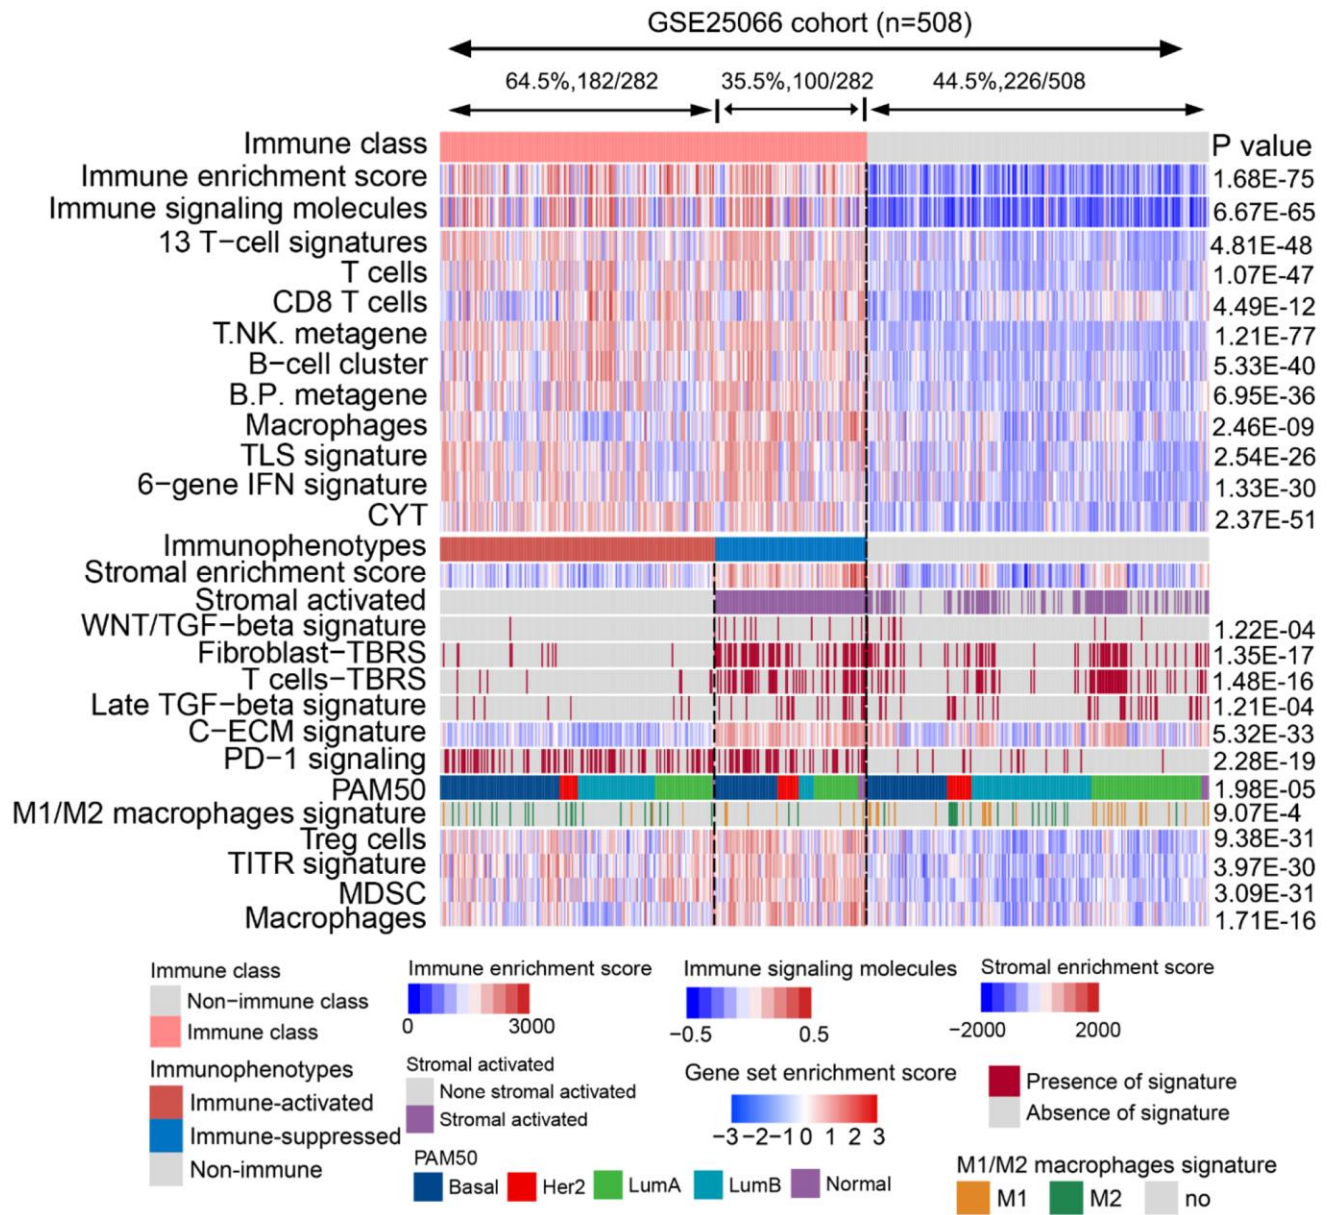 GSE25066 cohort (n=508)
64.5%,182/282 35.5%,100/282 44.5%,226/508
Immune class P value
Immune enrichment score 1.68E-75
Immune signaling molecules 6.67E-65
13 T−cell signatures 4.81E-48
T cells 1.07E-47
CD8 T cells 4.49E-12
T.NK. metagene 1.21E-77
B−cell cluster 5.33E-40
B.P. metagene 6.95E-36
Macrophages 2.46E-09
TLS signature 2.54E-26
6−gene IFN signature 1.33E-30
CYT 2.37E-51
Immunophenotypes
Stromal enrichment score
Stromal activated
WNT/TGF−beta signature 1.22E-04
Fibroblast−TBRS 1.35E-17
T cells−TBRS 1.48E-16
Late TGF−beta signature 1.21E-04
C−ECM signature 5.32E-33
PD−1 signaling 2.28E-19
PAM50 1.98E-05
M1/M2 macrophages signature 9.07E-4
Treg cells 9.38E-31
TITR signature 3.97E-30
MDSC 3.09E-31
Macrophages 1.71E-16
Immune class
Non−immune class
Immune class
Immune enrichment score
0 3000
Immune signaling molecules
−0.5 0.5
Stromal enrichment score
−2000 2000
Immunophenotypes
Immune-activated
Immune-suppressed
Non-immune
Stromal activated
None stromal activated
Stromal activated
Gene set enrichment score
−3 −2 −1 0 1 2 3
Presence of signature
Absence of signature
PAM50
Basal Her2 LumA LumB Normal
M1/M2 macrophages signature
M1 M2 no